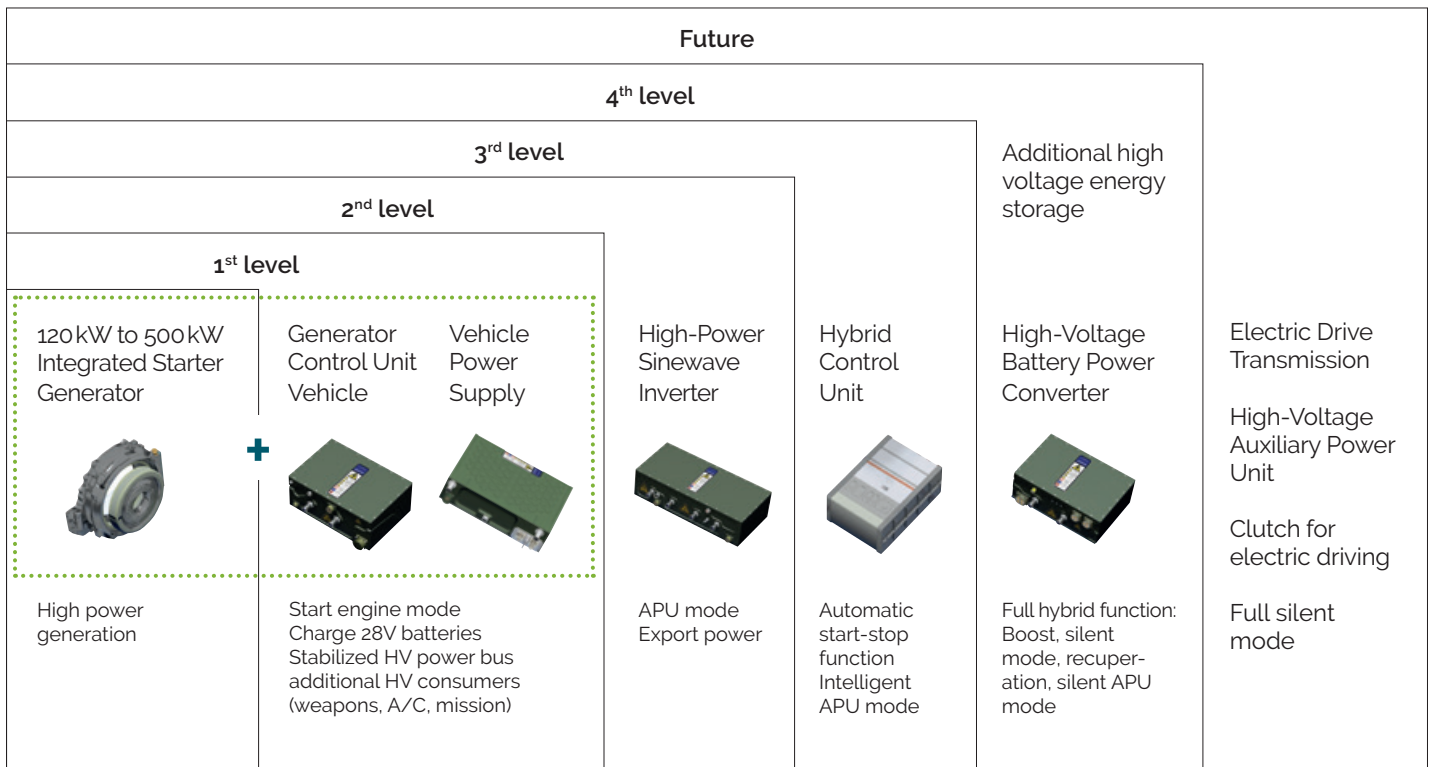 Future
4th level
3rd level
2nd level
1st level
Additional high
voltage energy
storage
120 kW to 500 kW
Integrated Starter
Generator
+
Generator
Control Unit
Vehicle
Vehicle
Power
Supply
High-Power
Sinewave
Inverter
Hybrid
Control
Unit
High-Voltage
Battery Power
Converter
Electric Drive
Transmission
High-Voltage
Auxiliary Power
Unit
Clutch for
electric driving
Full silent
mode
High power
generation
Start engine mode
Charge 28V batteries
Stabilized HV power bus
additional HV consumers
(weapons, A/C, mission)
APU mode
Export power
Automatic
start-stop
function
Intelligent
APU mode
Full hybrid function:
Boost, silent
mode, recuper-
ation, silent APU
mode